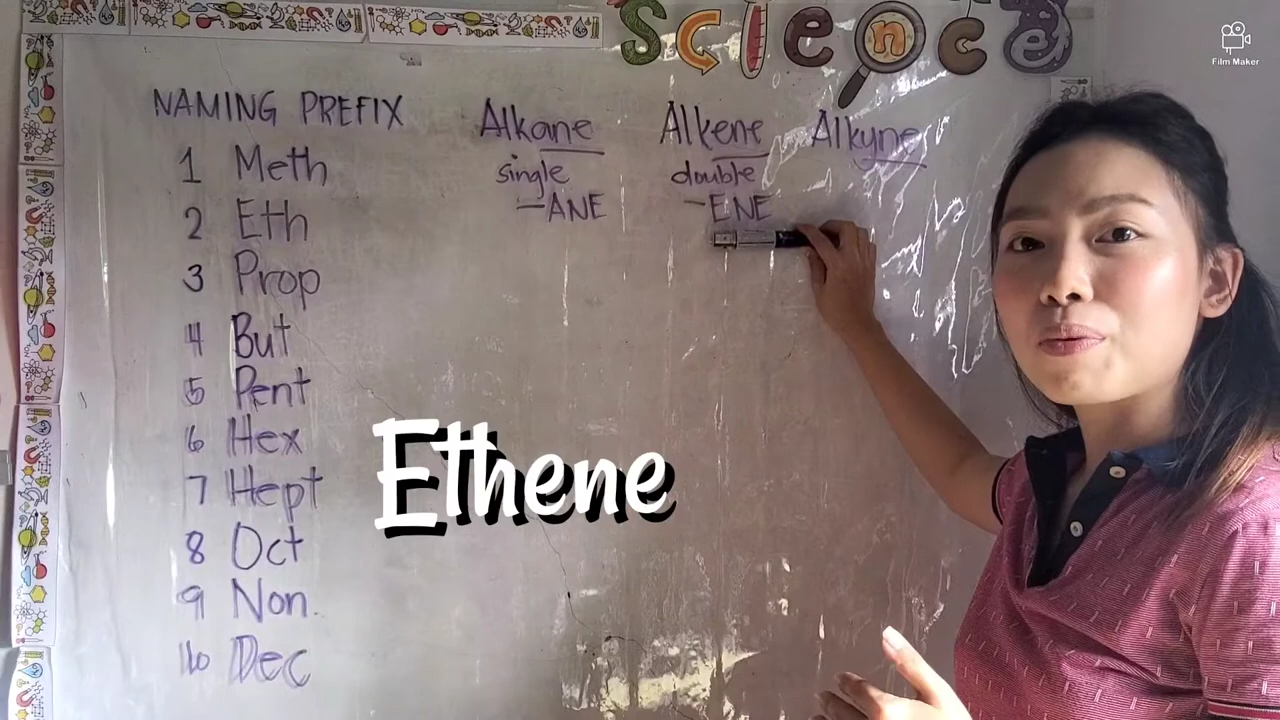 Science
Film Maker
NAMING PREFIX
1 Meth
2 Eth
3 Prop
4 But
5 Pent
6 Hex
7 Hept
8 Oct
9 Non.
10 Dec
Alkane
single
-ANE
Alkene
double
-ENE
Alkyne
Ethene